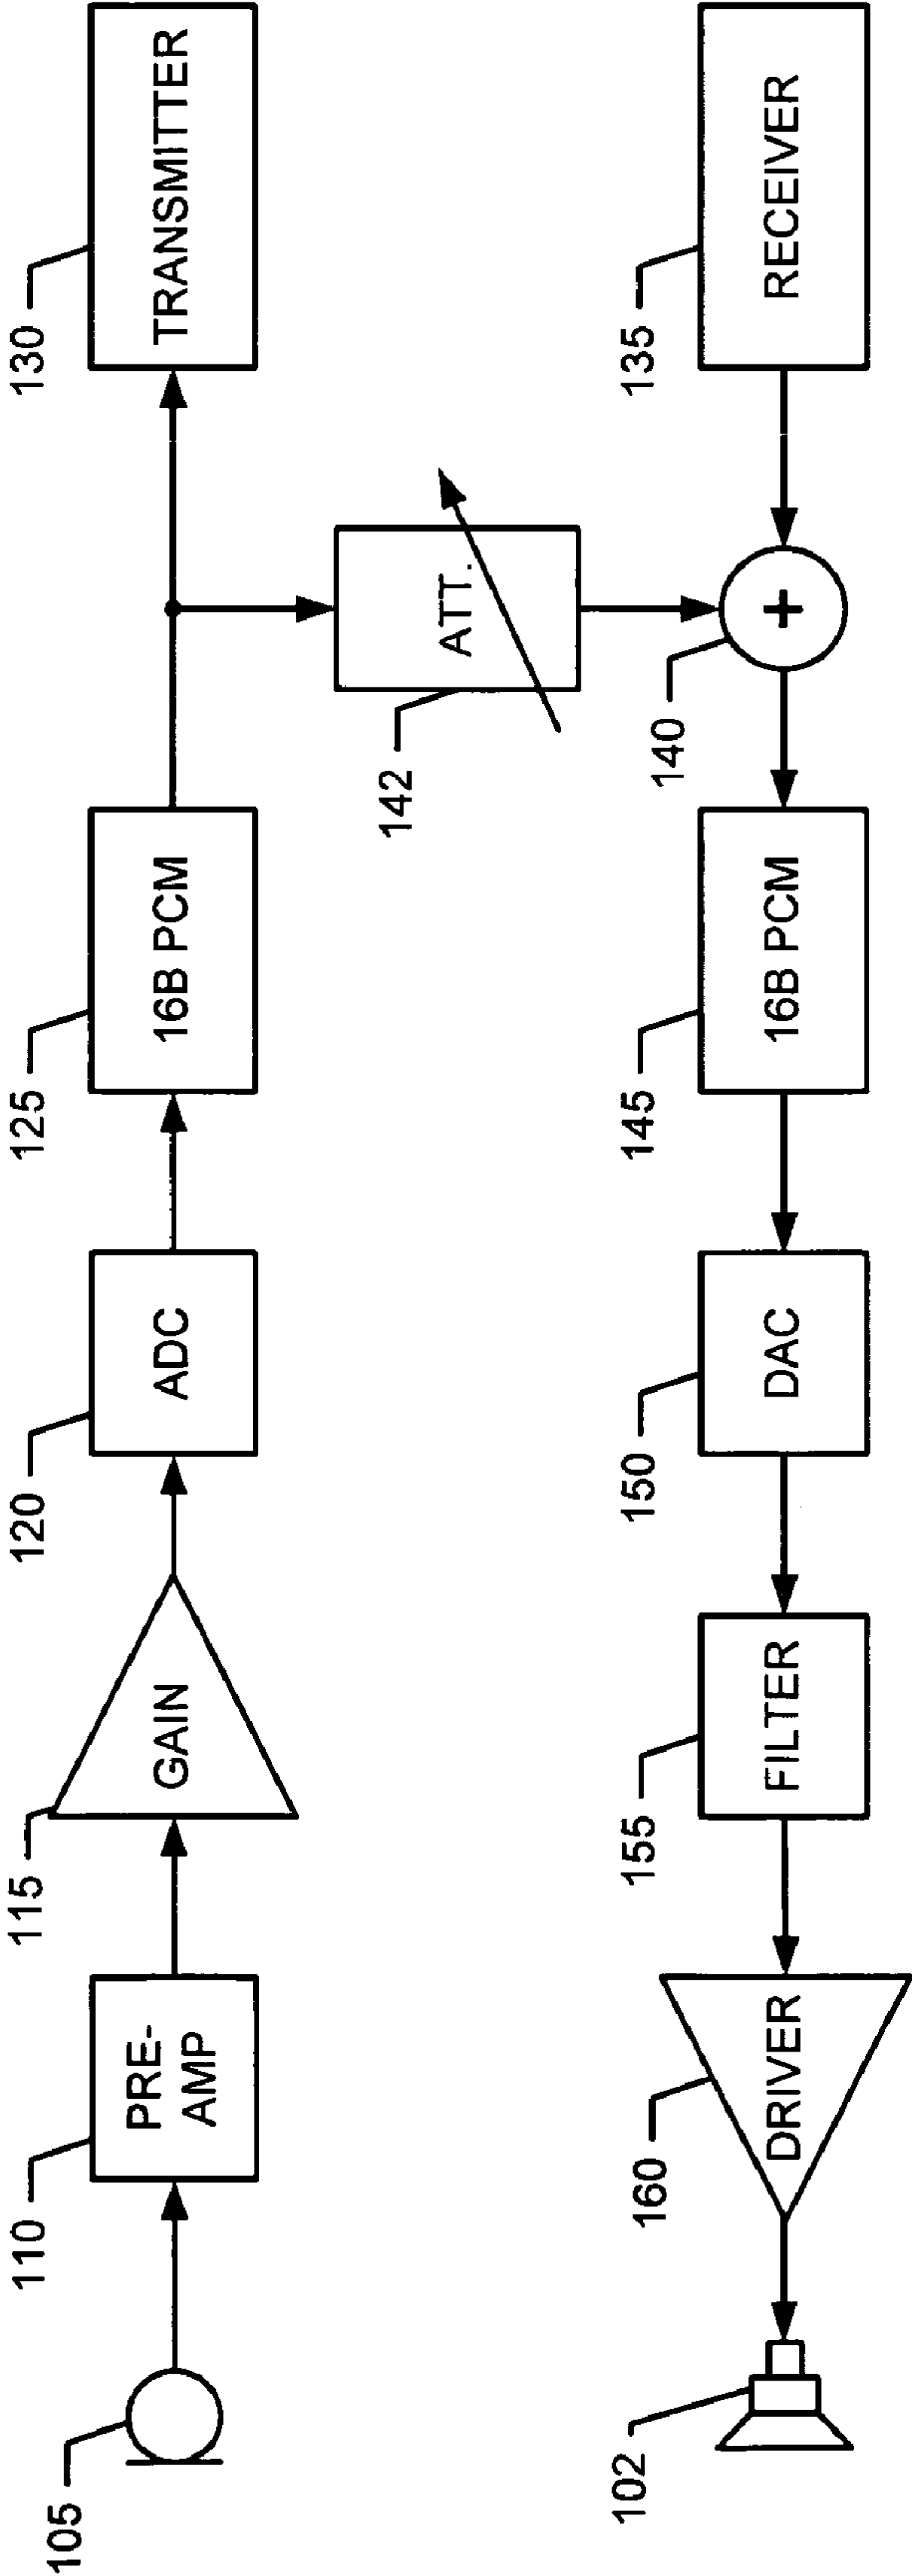 105
110
PRE-
AMP
115
GAIN
120
ADC
125
16B PCM
130
TRANSMITTER
142
ATT.
140
+
135
RECEIVER
145
16B PCM
150
DAC
155
FILTER
160
DRIVER
102